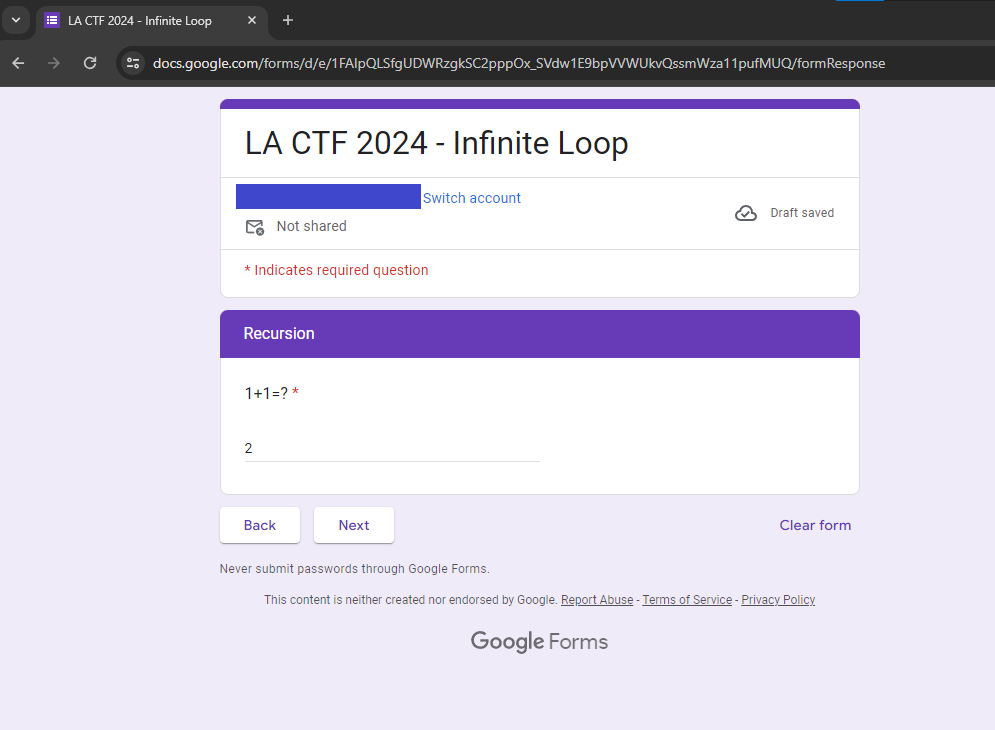 LA CTF 2024 - Infinite Loop
docs.google.com/forms/d/e/1FAIpQLSfgUDWRzgkSC2pppOx_SVdw1E9bpVVWUkvQssmWza11pufMUQ/formResponse
LA CTF 2024 - Infinite Loop
Switch account
Not shared
Draft saved
* Indicates required question
Recursion
1+1=? *
2
Back
Next
Clear form
Never submit passwords through Google Forms.
This content is neither created nor endorsed by Google. Report Abuse - Terms of Service - Privacy Policy
Google Forms